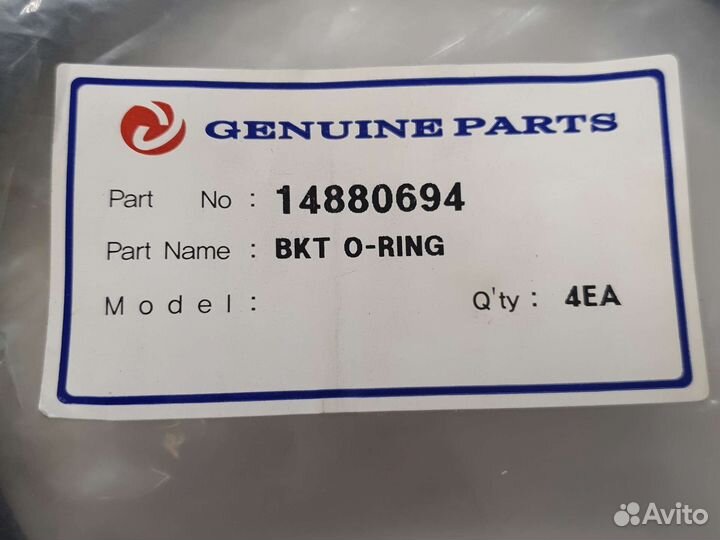 GENUINE PARTS
Part No : 14880694
Part Name : BKT O-RING
Model :
Q'ty : 4EA
Avito